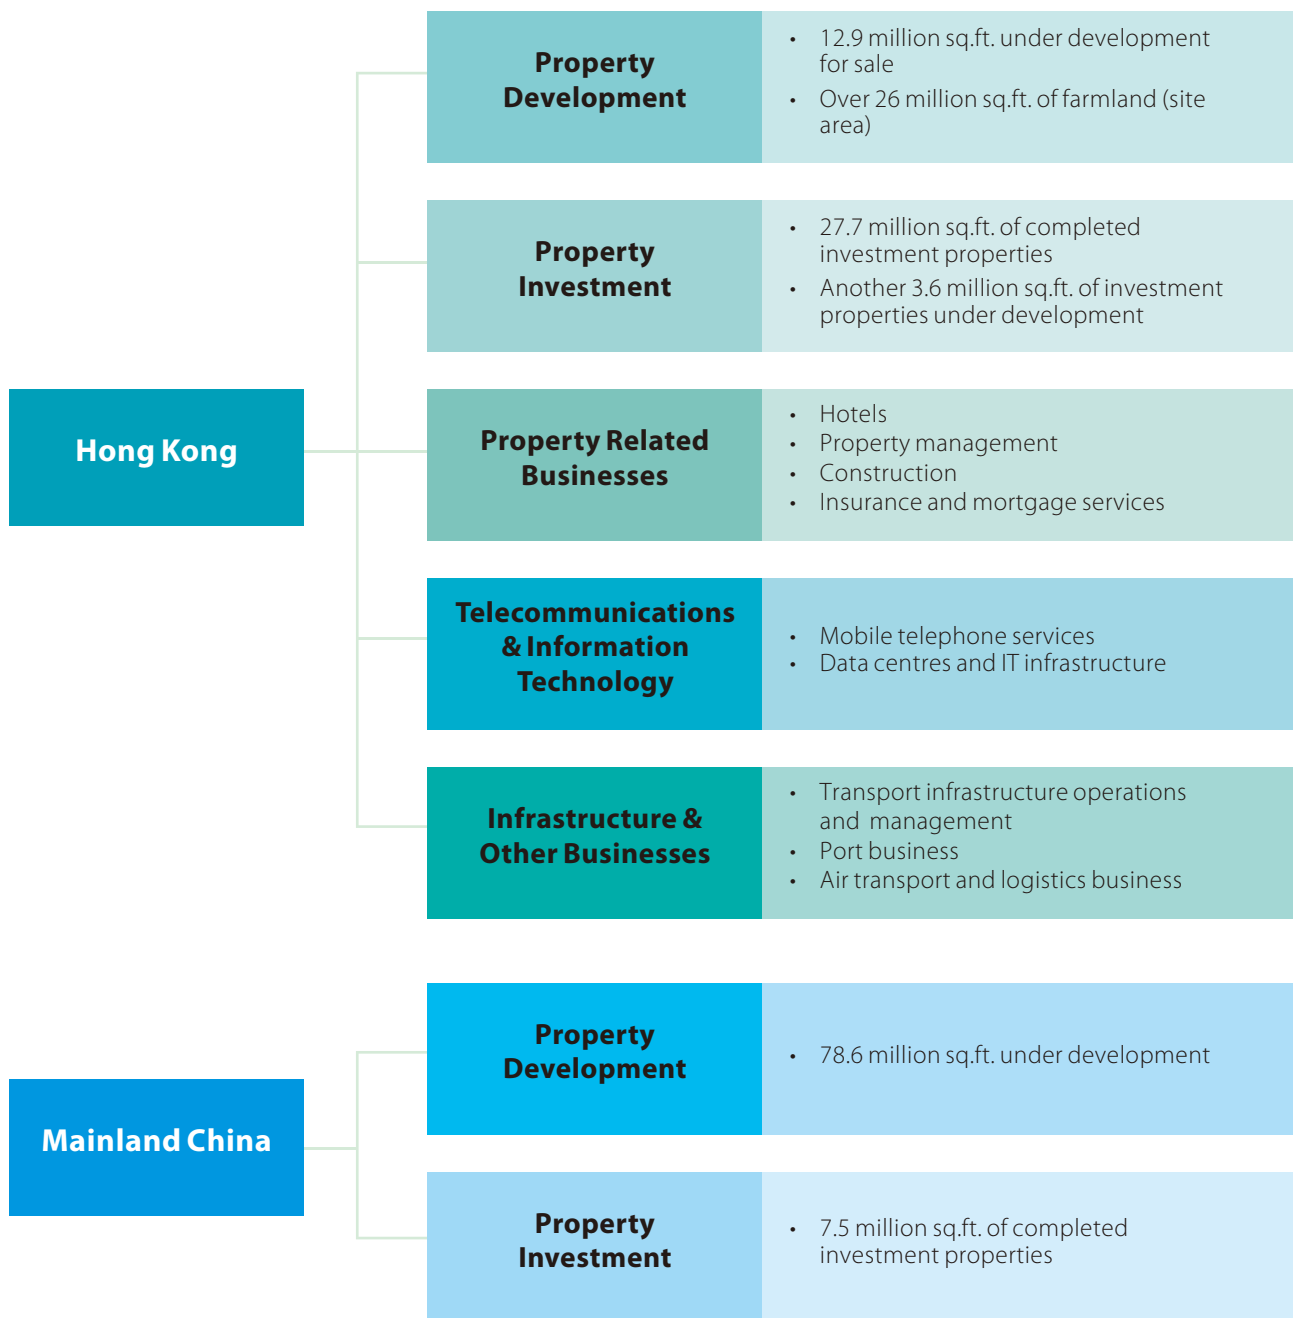 Hong Kong
Property
Development
• 12.9 million sq.ft. under development
for sale
• Over 26 million sq.ft. of farmland (site
area)
Property
Investment
• 27.7 million sq.ft. of completed
investment properties
• Another 3.6 million sq.ft. of investment
properties under development
Property Related
Businesses
• Hotels
• Property management
• Construction
• Insurance and mortgage services
Telecommunications
& Information
Technology
• Mobile telephone services
• Data centres and IT infrastructure
Infrastructure &
Other Businesses
• Transport infrastructure operations
and management
• Port business
• Air transport and logistics business
Mainland China
Property
Development
• 78.6 million sq.ft. under development
Property
Investment
• 7.5 million sq.ft. of completed
investment properties